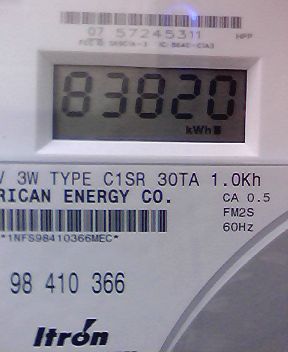 07 57245311 HPP
83820
kWh
V 3W TYPE C1SR 30TA 1.0Kh
RICAN ENERGY CO. CA 0.5
FM2S
*1NFS98410366MEC* 60Hz
98 410 366
Itron